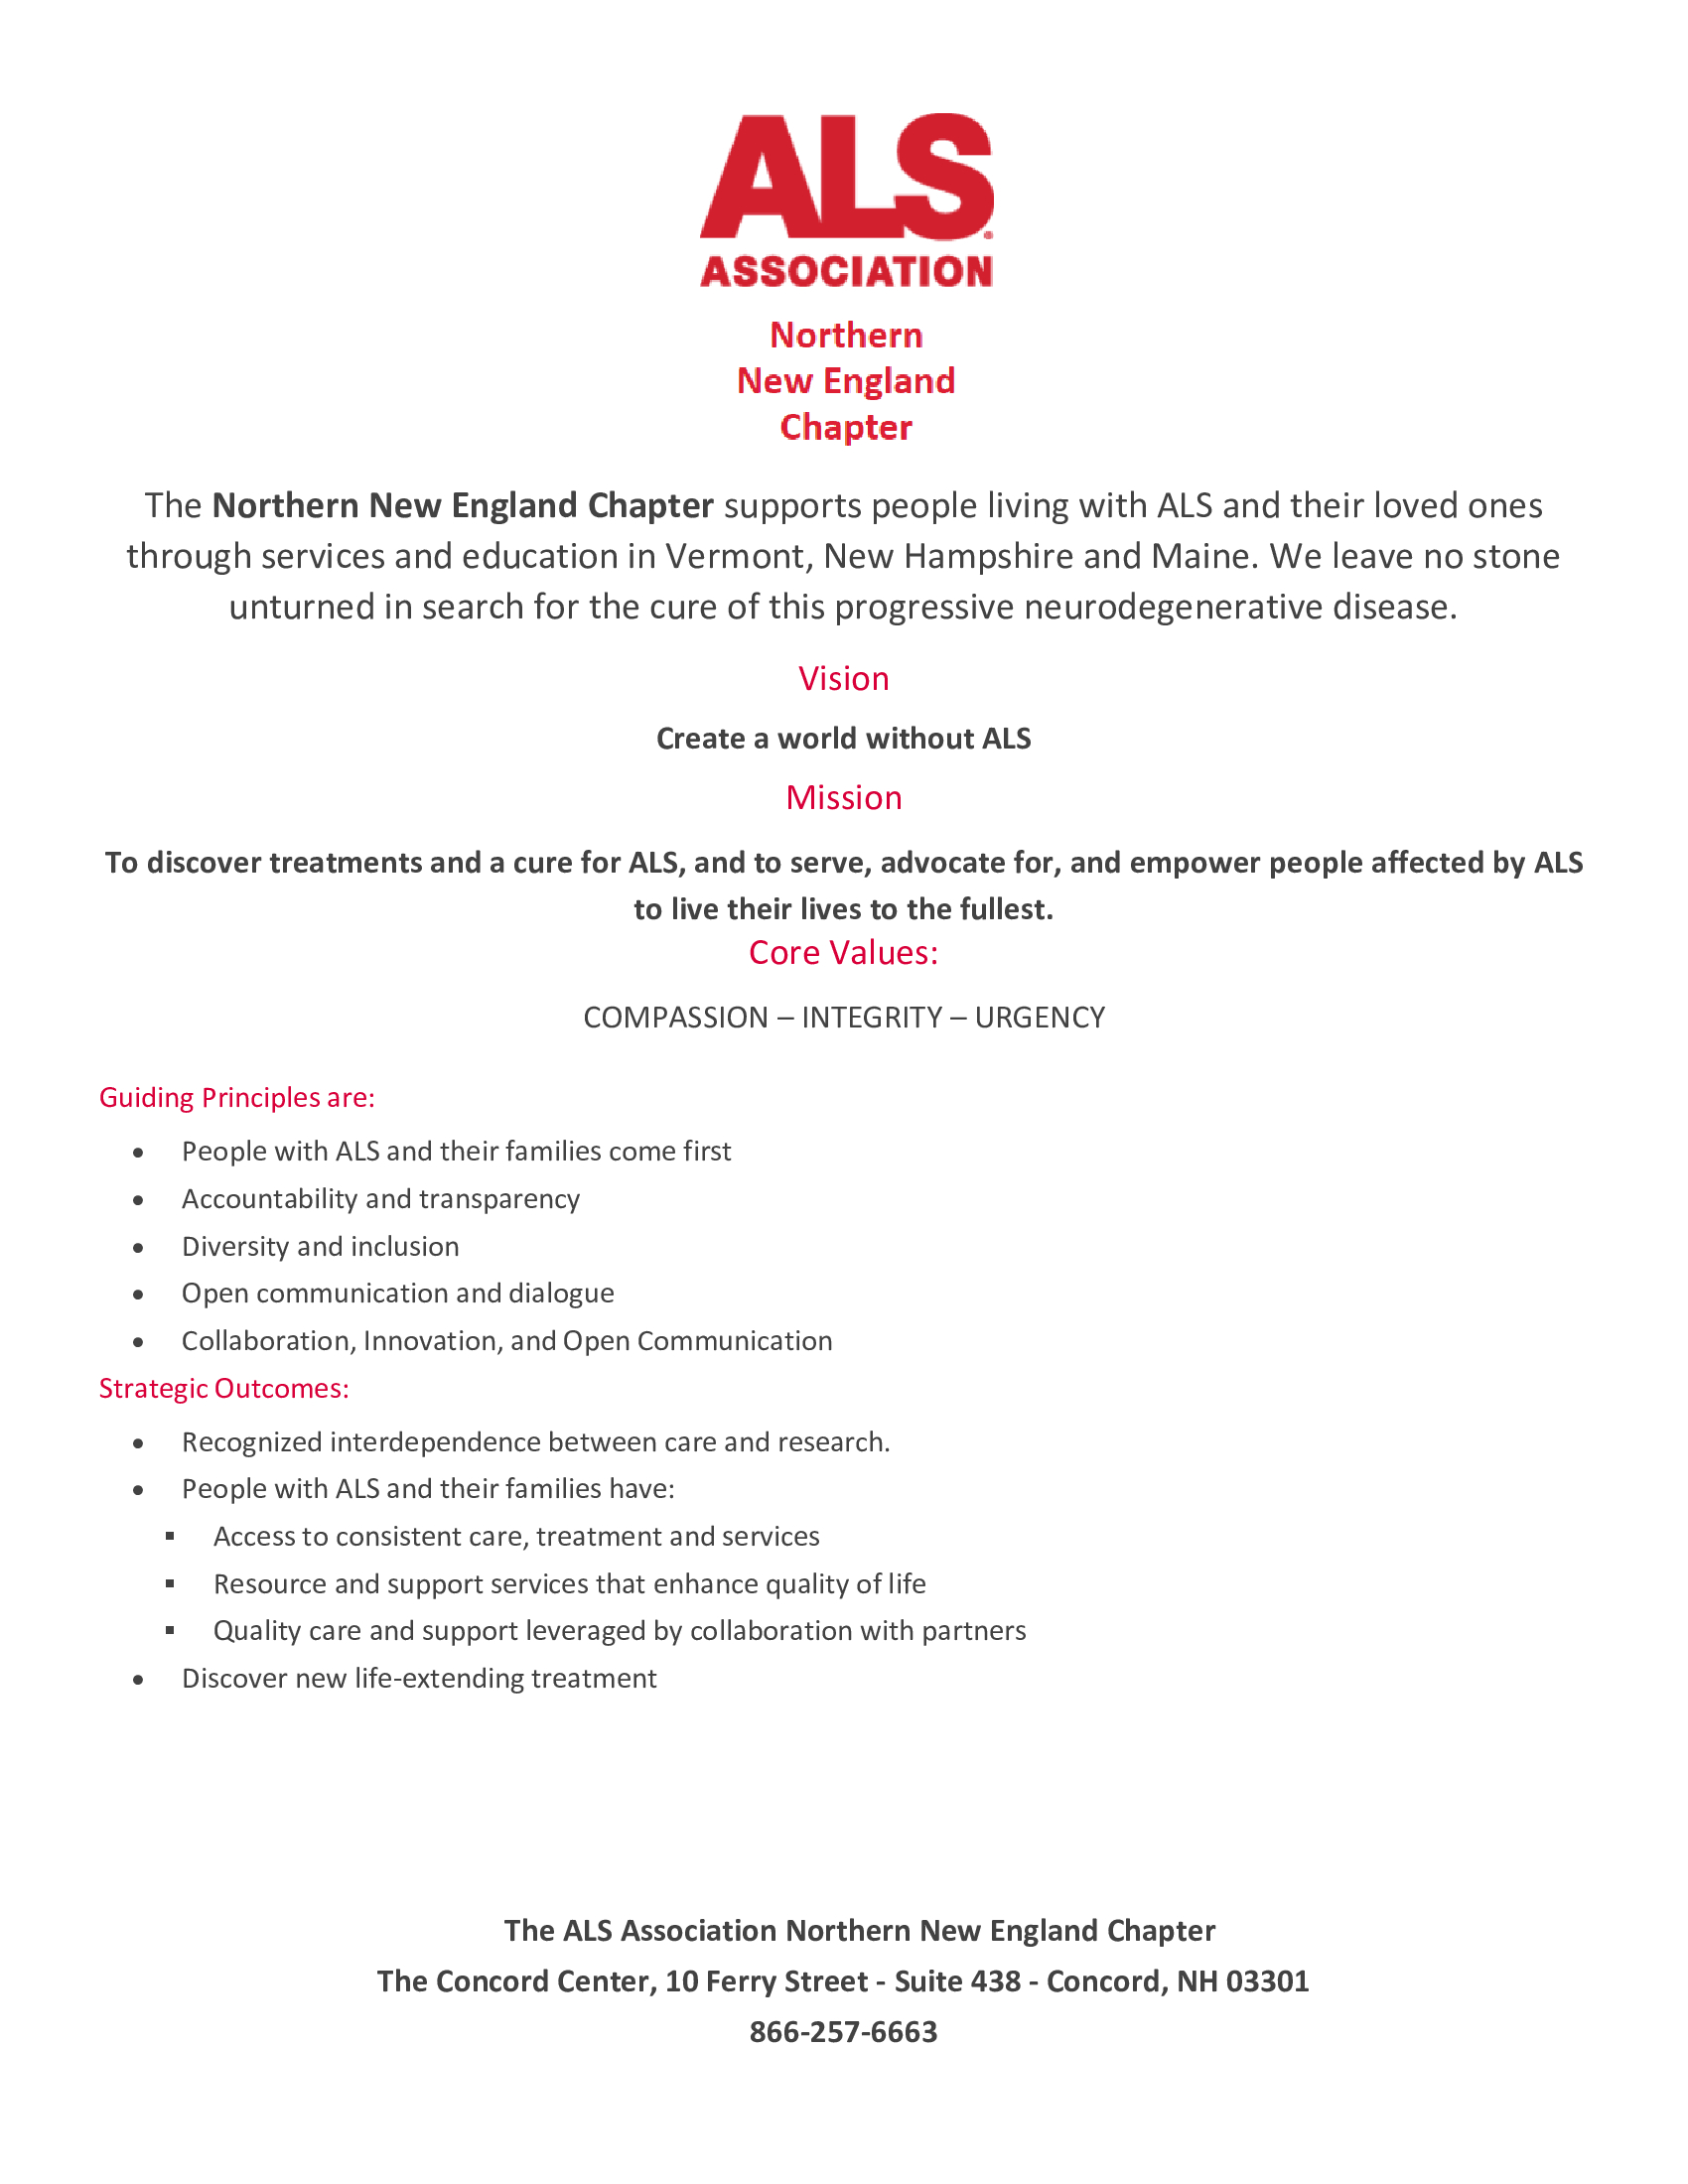 ALS
ASSOCIATION
Northern
New England
Chapter
The Northern New England Chapter supports people living with ALS and their loved ones
through services and education in Vermont, New Hampshire and Maine. We leave no stone
unturned in search for the cure of this progressive neurodegenerative disease.
Vision
Create a world without ALS
Mission
To discover treatments and a cure for ALS, and to serve, advocate for, and empower people affected by ALS
to live their lives to the fullest.
Core Values:
COMPASSION – INTEGRITY – URGENCY
Guiding Principles are:
• People with ALS and their families come first
• Accountability and transparency
• Diversity and inclusion
• Open communication and dialogue
• Collaboration, Innovation, and Open Communication
Strategic Outcomes:
• Recognized interdependence between care and research.
• People with ALS and their families have:
▪ Access to consistent care, treatment and services
▪ Resource and support services that enhance quality of life
▪ Quality care and support leveraged by collaboration with partners
• Discover new life-extending treatment
The ALS Association Northern New England Chapter
The Concord Center, 10 Ferry Street - Suite 438 - Concord, NH 03301
866-257-6663